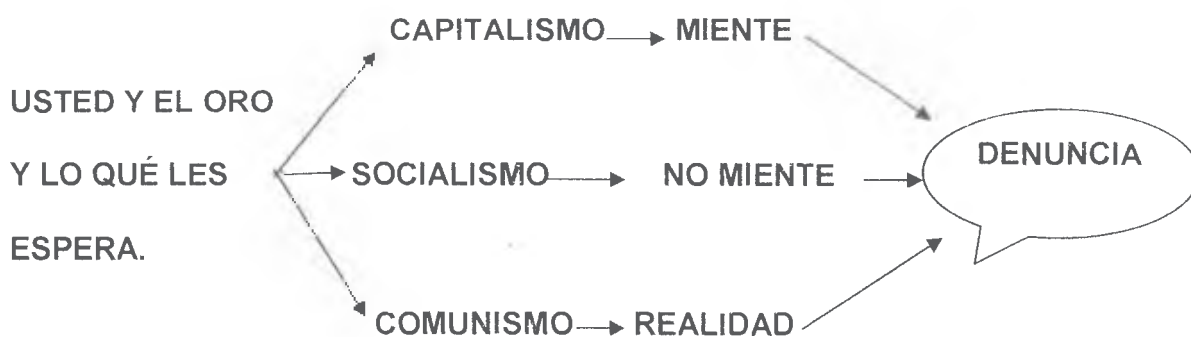 CAPITALISMO MIENTE
USTED Y EL ORO
DENUNCIA
Y LO QUÉ LES SOCIALISMO NO MIENTE
ESPERA.
COMUNISMO REALIDAD